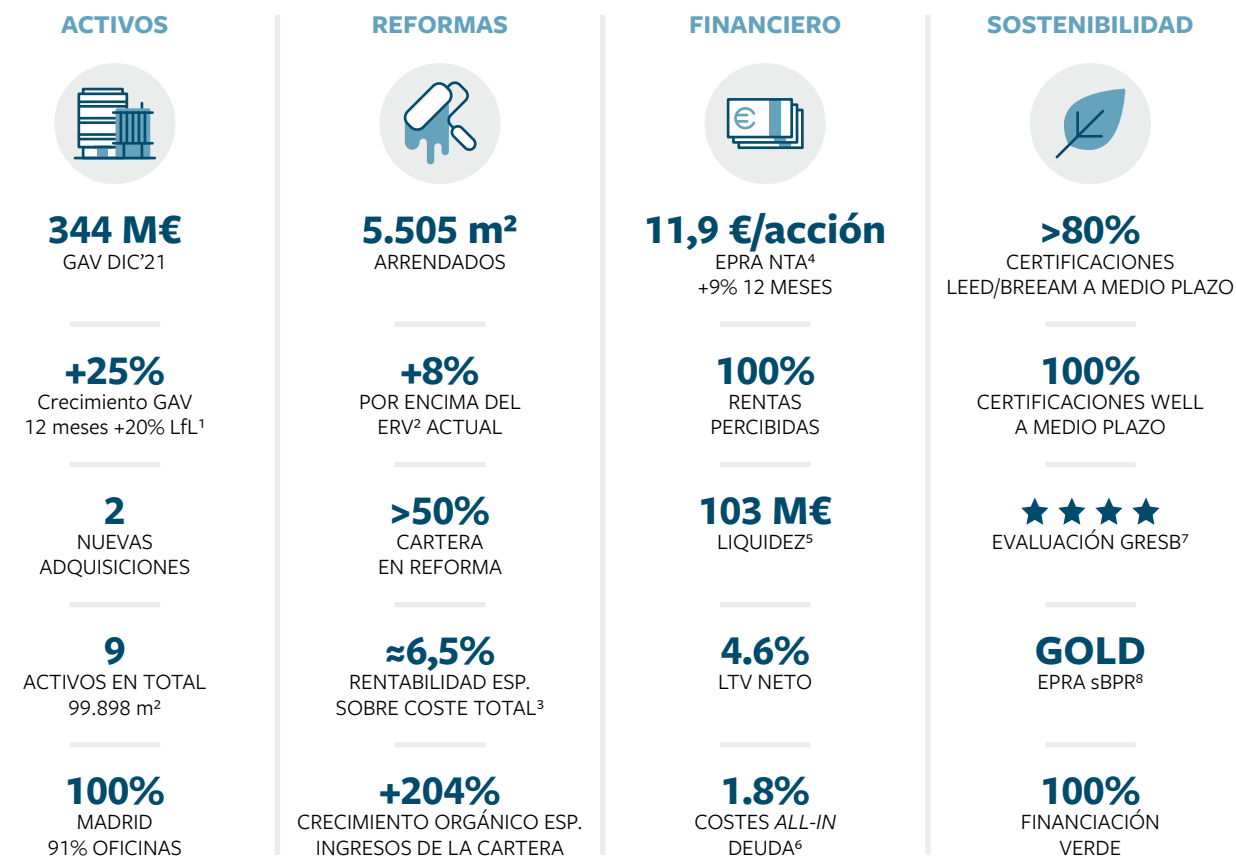 ACTIVOS
344 M€
GAV DIC’21
+25%
Crecimiento GAV
12 meses +20% LfL¹
2
NUEVAS
ADQUISICIONES
9
ACTIVOS EN TOTAL
99.898 m²
100%
MADRID
91% OFICINAS
REFORMAS
5.505 m²
ARRENDADOS
+8%
POR ENCIMA DEL
ERV² ACTUAL
>50%
CARTERA
EN REFORMA
≈6,5%
RENTABILIDAD ESP.
SOBRE COSTE TOTAL³
+204%
CRECIMIENTO ORGÁNICO ESP.
INGRESOS DE LA CARTERA
FINANCIERO
€
11,9 €/acción
EPRA NTA⁴
+9% 12 MESES
100%
RENTAS
PERCIBIDAS
103 M€
LIQUIDEZ⁵
4.6%
LTV NETO
1.8%
COSTES ALL-IN
DEUDA⁶
SOSTENIBILIDAD
>80%
CERTIFICACIONES
LEED/BREEAM A MEDIO PLAZO
100%
CERTIFICACIONES WELL
A MEDIO PLAZO
EVALUACIÓN GRESB⁷
GOLD
EPRA sBPR⁸
100%
FINANCIACIÓN
VERDE